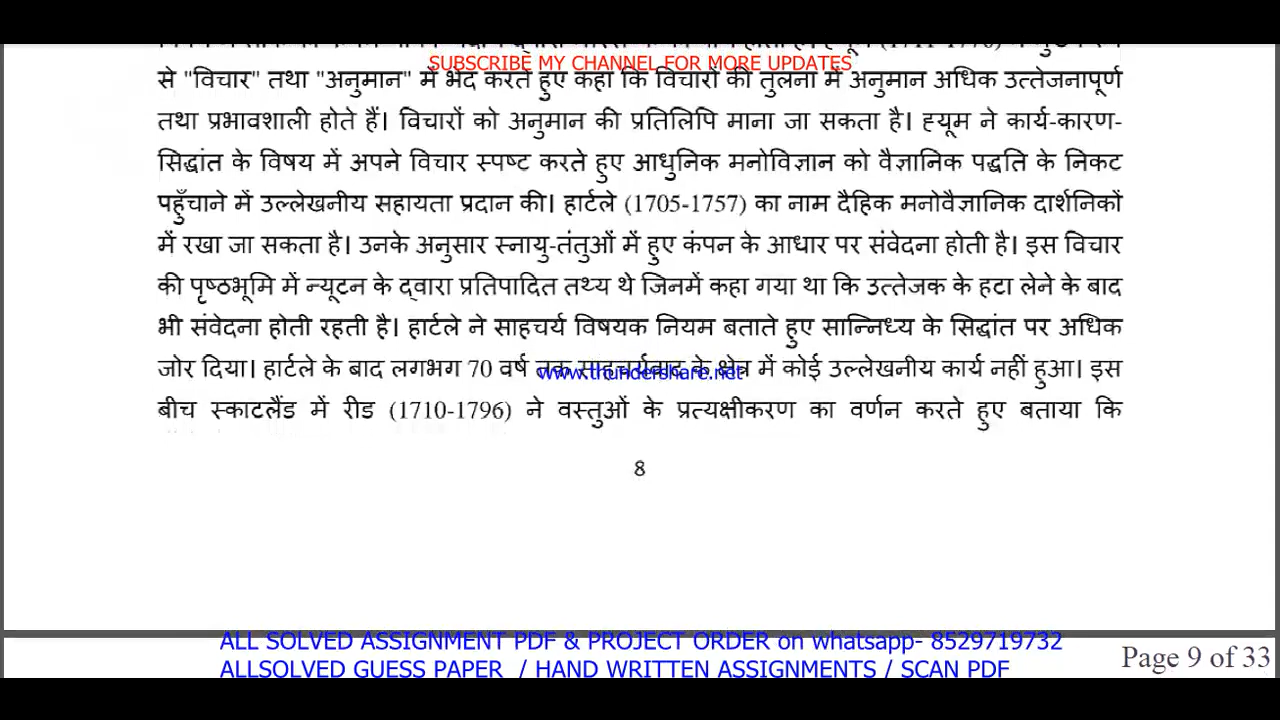 SUBSCRIBE MY CHANNEL FOR MORE UPDATES
से "विचार" तथा "अनुमान" में भेद करते हुए कहा कि विचारों की तुलना में अनुमान अधिक उत्तेजनापूर्ण
तथा प्रभावशाली होते हैं। विचारों को अनुमान की प्रतिलिपि माना जा सकता है। ह्यूम ने कार्य-कारण-
सिद्धांत के विषय में अपने विचार स्पष्ट करते हुए आधुनिक मनोविज्ञान को वैज्ञानिक पद्धति के निकट
पहुँचाने में उल्लेखनीय सहायता प्रदान की। हार्टले (1705-1757) का नाम दैहिक मनोवैज्ञानिक दार्शनिकों
में रखा जा सकता है। उनके अनुसार स्नायु-तंतुओं में हुए कंपन के आधार पर संवेदना होती है। इस विचार
की पृष्ठभूमि में न्यूटन के द्वारा प्रतिपादित तथ्य थे जिनमें कहा गया था कि उत्तेजक के हटा लेने के बाद
भी संवेदना होती रहती है। हार्टले ने साहचर्य विषयक नियम बताते हुए सान्निध्य के सिद्धांत पर अधिक
जोर दिया। हार्टले के बाद लगभग 70 वर्ष तक साहचर्यवाद के क्षेत्र में कोई उल्लेखनीय कार्य नहीं हुआ। इस
www.thundershare.net
बीच स्काटलैंड में रीड (1710-1796) ने वस्तुओं के प्रत्यक्षीकरण का वर्णन करते हुए बताया कि
8
ALL SOLVED ASSIGNMENT PDF & PROJECT ORDER on whatsapp- 8529719732
ALLSOLVED GUESS PAPER / HAND WRITTEN ASSIGNMENTS / SCAN PDF
Page 9 of 33